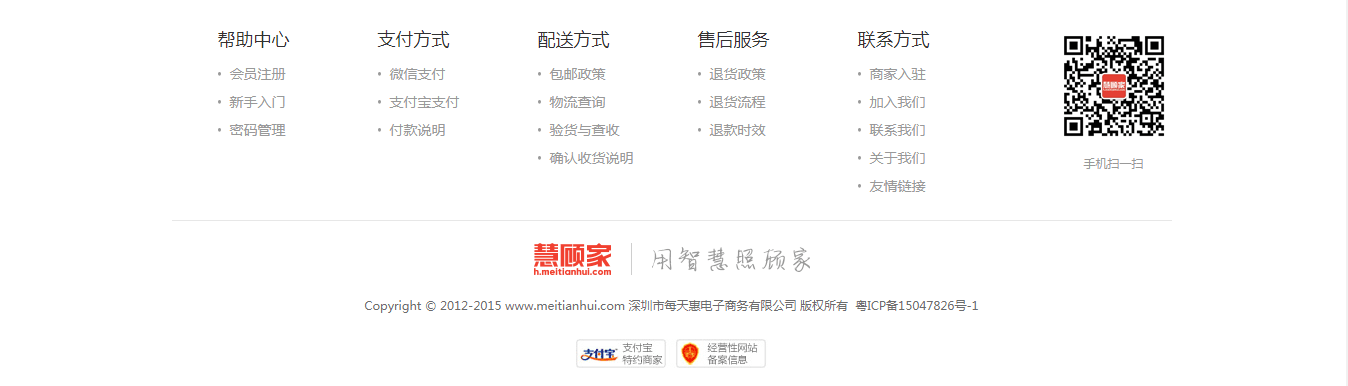 帮助中心
• 会员注册
• 新手入门
• 密码管理
支付方式
• 微信支付
• 支付宝支付
• 付款说明
配送方式
• 包邮政策
• 物流查询
• 验货与查收
• 确认收货说明
售后服务
• 退货政策
• 退货流程
• 退款时效
联系方式
• 商家入驻
• 加入我们
• 联系我们
• 关于我们
• 友情链接
慧顾家
手机扫一扫
慧顾家
h.meitianhui.com
用智慧照顾家
Copyright © 2012-2015 www.meitianhui.com 深圳市每天惠电子商务有限公司 版权所有 粤ICP备15047826号-1
支付宝
支付宝
特约商家
经营性网站
备案信息